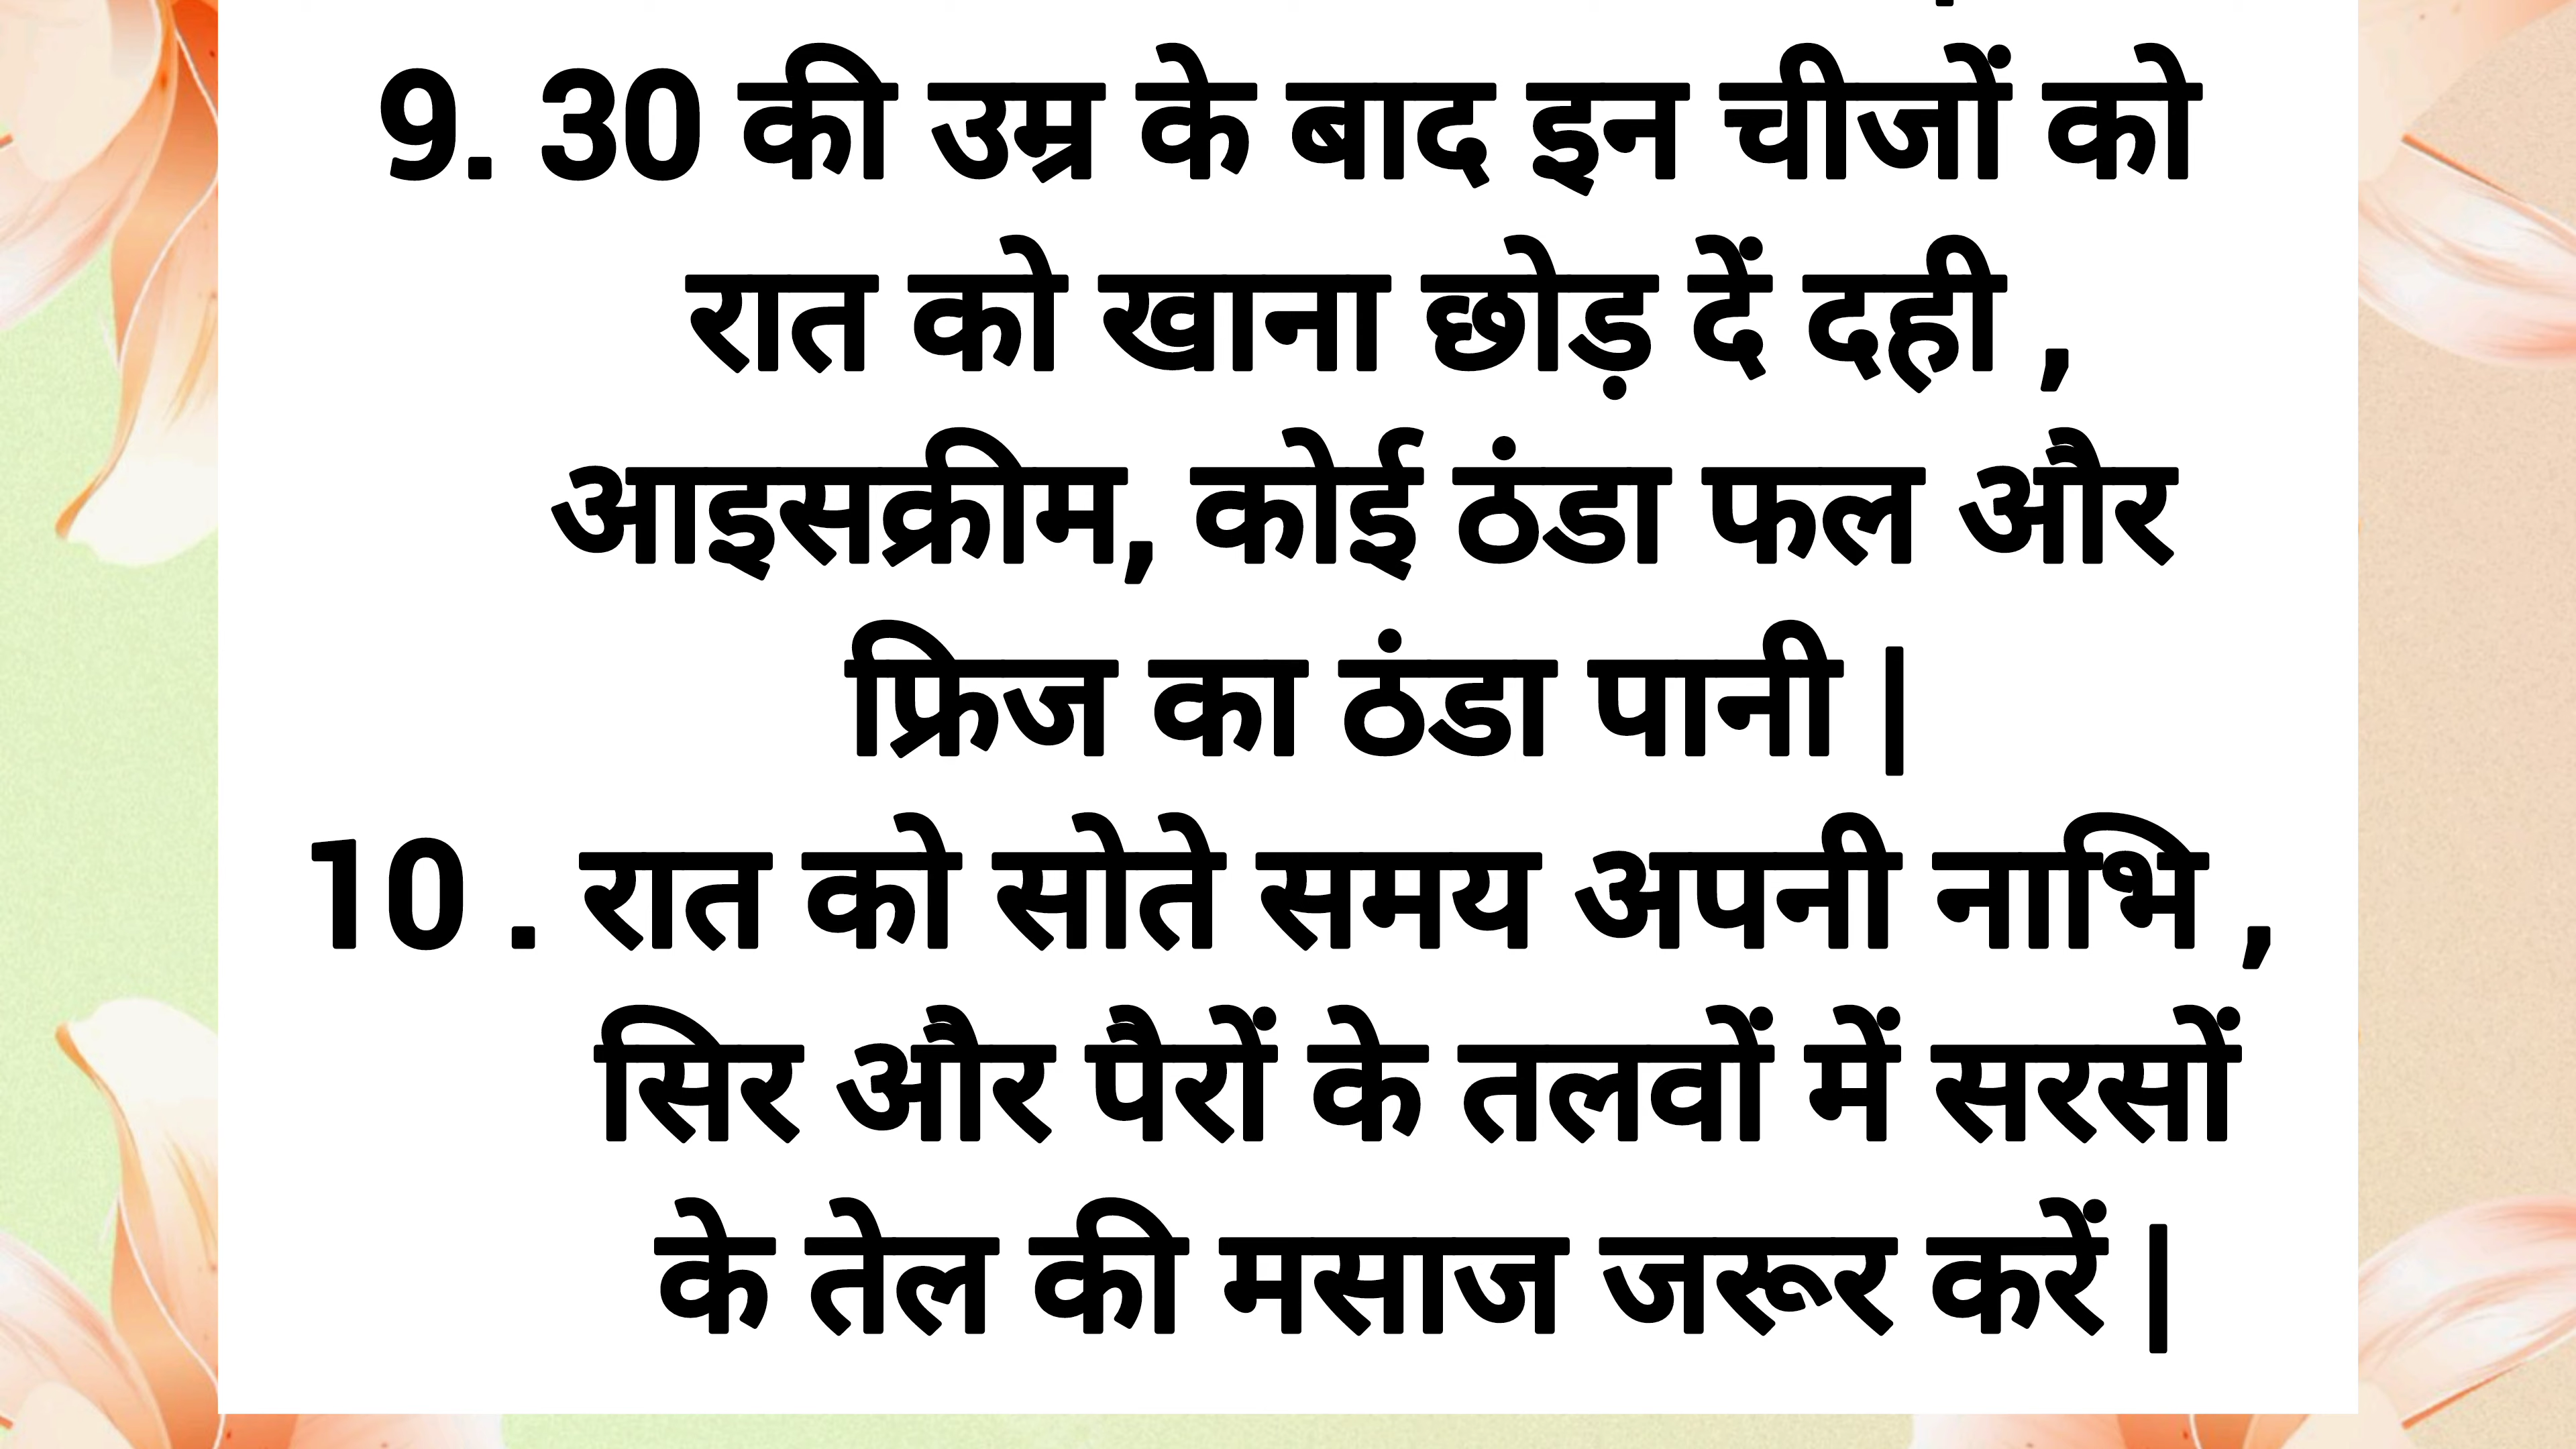 9. 30 की उम्र के बाद इन चीजों को
रात को खाना छोड़ दें दही ,
आइसक्रीम, कोई ठंडा फल और
फ्रिज का ठंडा पानी |
10 . रात को सोते समय अपनी नाभि ,
सिर और पैरों के तलवों में सरसों
के तेल की मसाज जरूर करें |